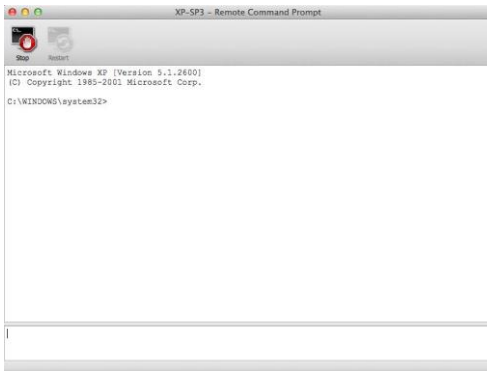 XP-SP3 – Remote Command Prompt
Stop
Restart
Microsoft Windows XP [Version 5.1.2600]
(C) Copyright 1985-2001 Microsoft Corp.
C:\WINDOWS\system32>